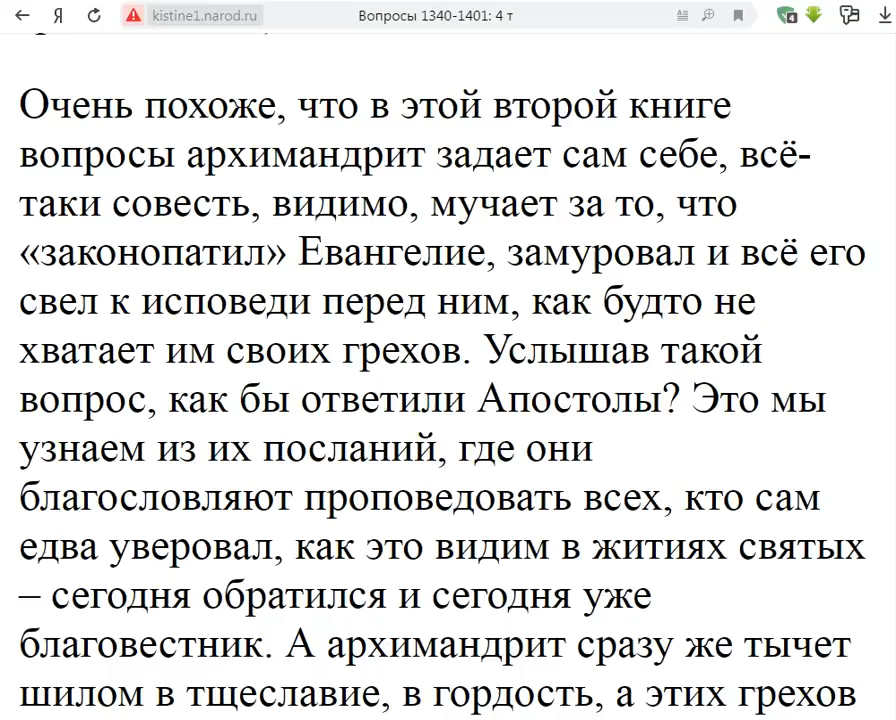 Я kistine1.narod.ru Вопросы 1340-1401: 4 т 4
Очень похоже, что в этой второй книге
вопросы архимандрит задает сам себе, всё-
таки совесть, видимо, мучает за то, что
«законопатил» Евангелие, замуровал и всё его
свел к исповеди перед ним, как будто не
хватает им своих грехов. Услышав такой
вопрос, как бы ответили Апостолы? Это мы
узнаем из их посланий, где они
благословляют проповедовать всех, кто сам
едва уверовал, как это видим в житиях святых
– сегодня обратился и сегодня уже
благовестник. А архимандрит сразу же тычет
шилом в тщеславие, в гордость, а этих грехов